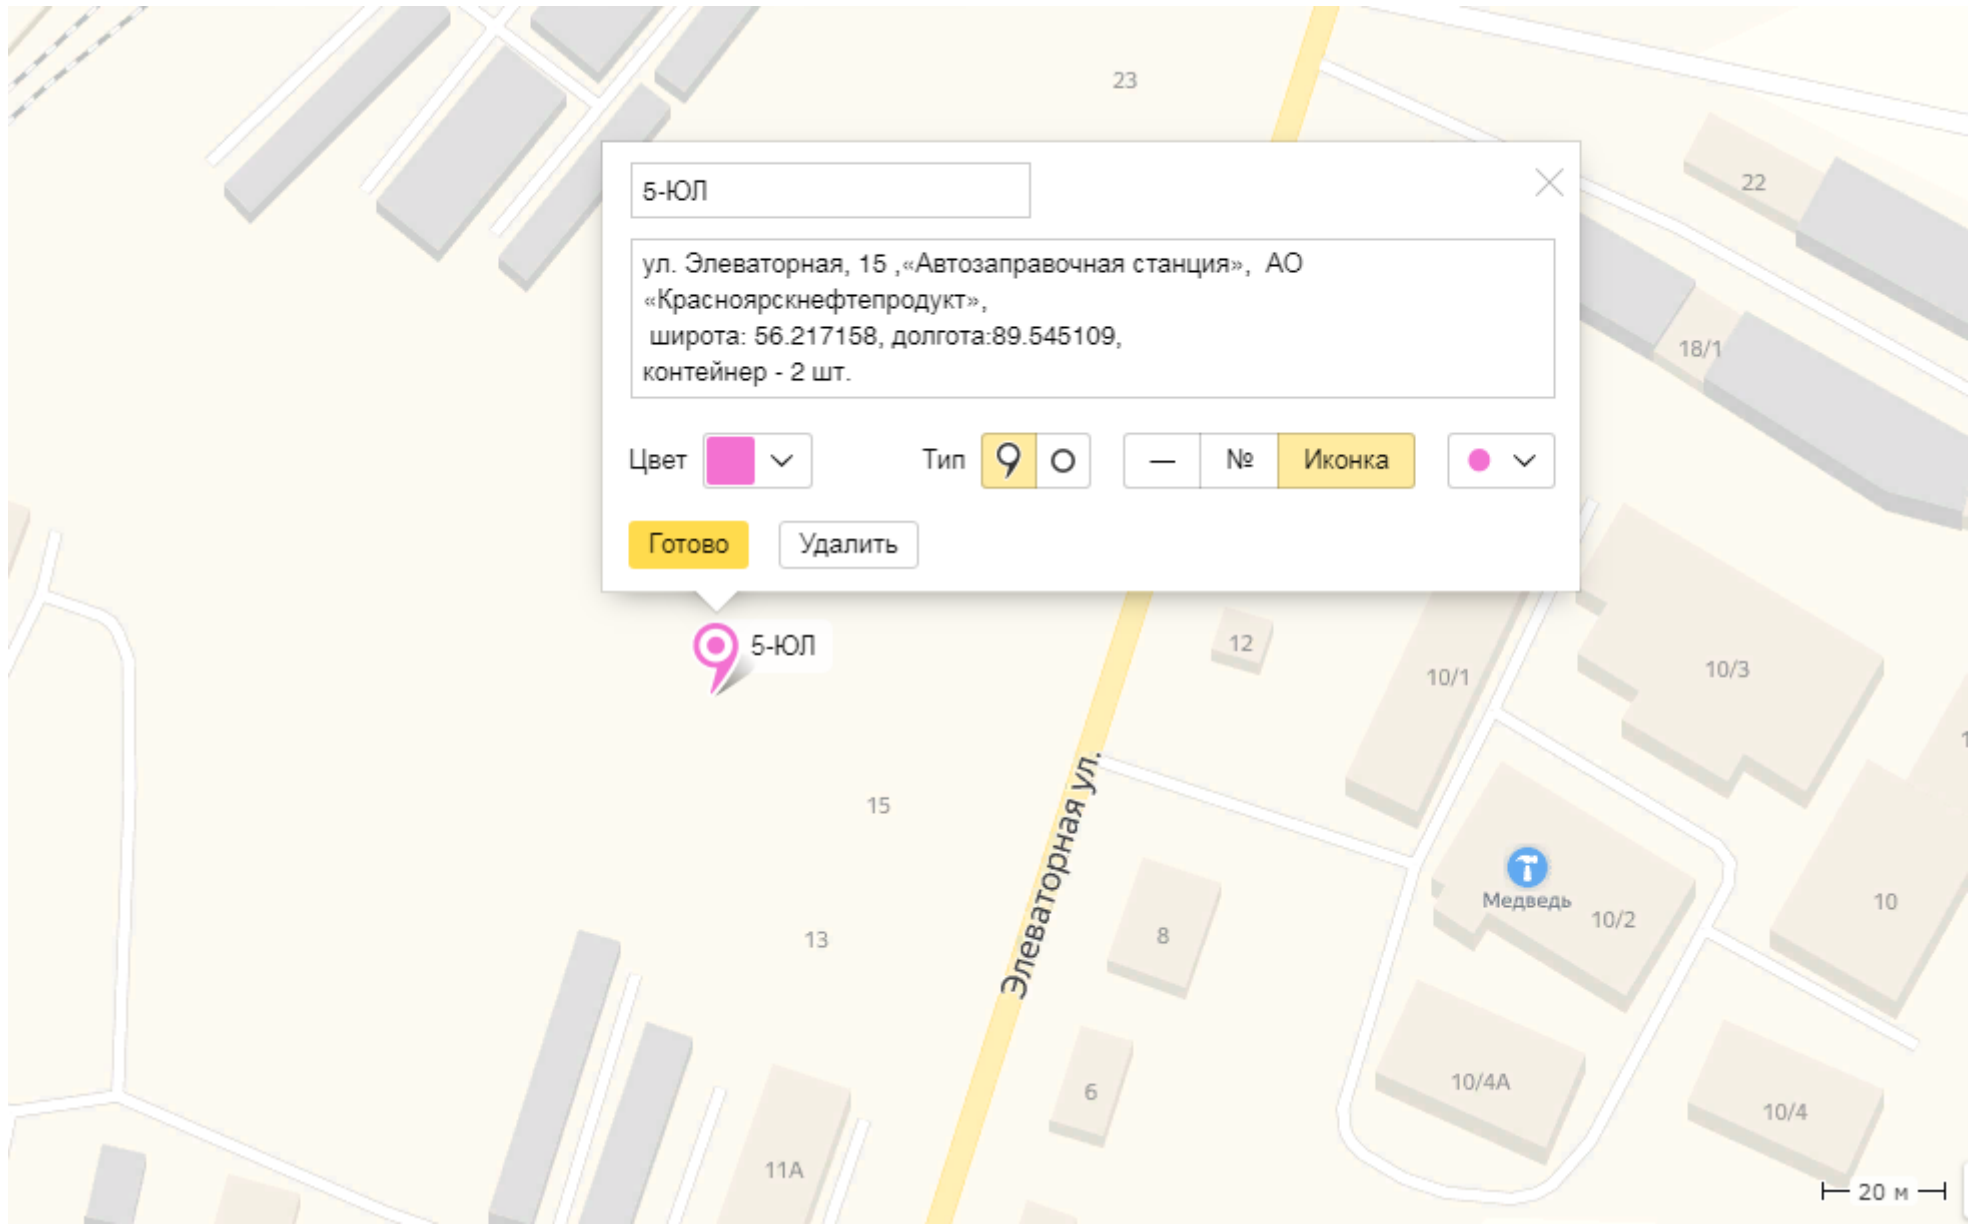 23
5-ЮЛ
22
ул. Элеваторная, 15 ,«Автозаправочная станция»,  АО
«Красноярскнефтепродукт»,
широта: 56.217158, долгота:89.545109,
контейнер - 2 шт.
18/1
Цвет
Тип
—
№
Иконка
Готово
Удалить
5-ЮЛ
12
10/1
10/3
15
Элеваторная ул.
Медведь
10/2
10
13
8
6
10/4А
10/4
11А
20 м